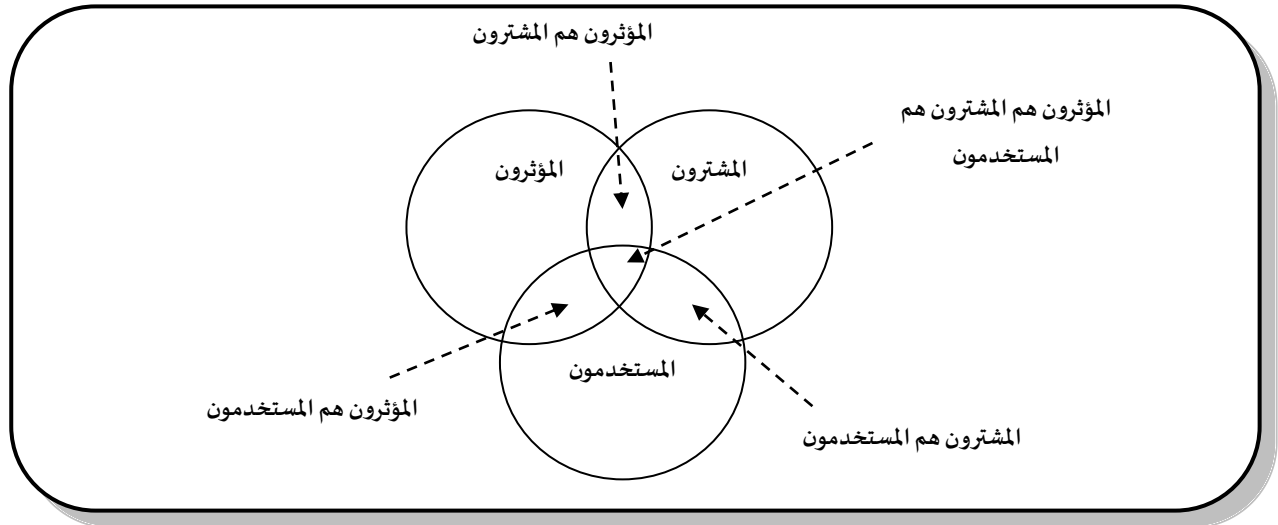 المؤثرون هم المشترون
المؤثرون هم المشترون هم
المستخدمون
المشترون
المؤثرون
المستخدمون
المؤثرون هم المستخدمون
المشترون هم المستخدمون